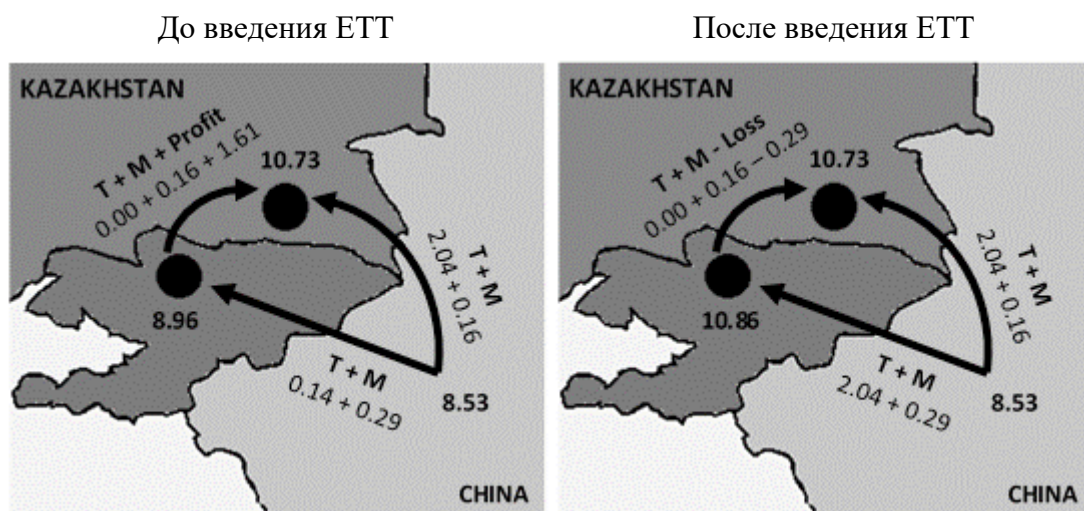 До введения ЕТТ
KAZAKHSTAN
T + M + Profit
0.00 + 0.16 + 1.61
10.73
T + M
2.04 + 0.16
8.96
T + M
0.14 + 0.29
8.53
CHINA
После введения ЕТТ
KAZAKHSTAN
T + M - Loss
0.00 + 0.16 – 0.29
10.73
T + M
2.04 + 0.16
10.86
T + M
2.04 + 0.29
8.53
CHINA